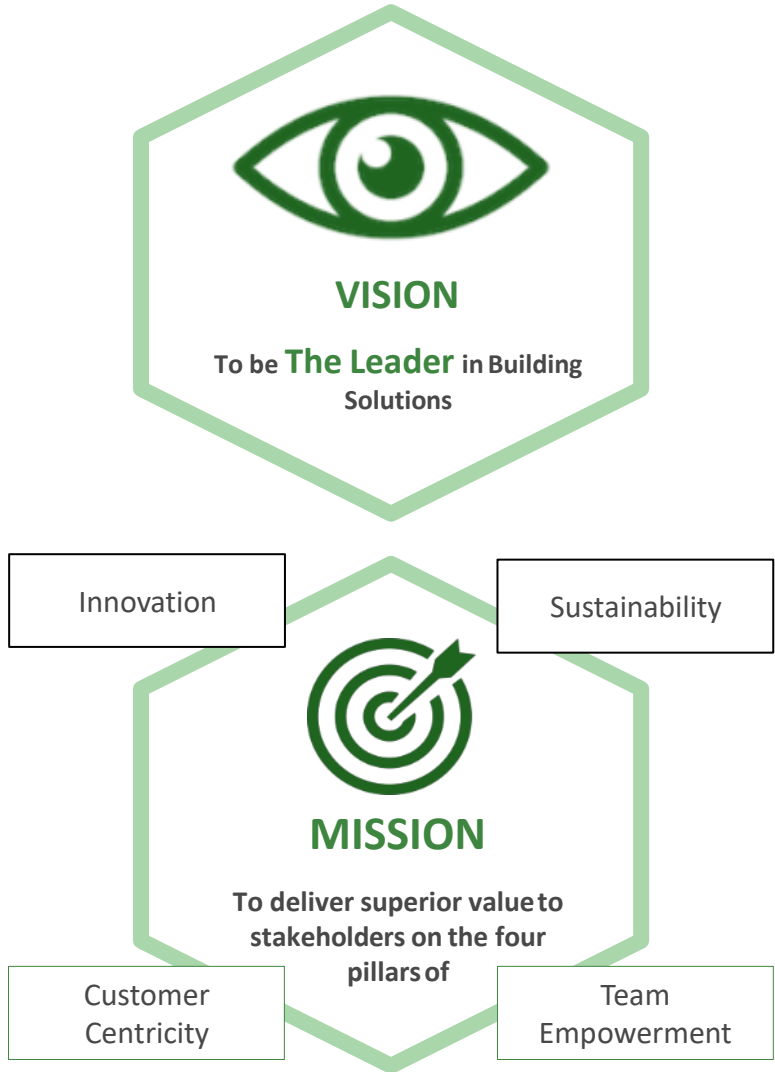 VISION
To be The Leader in Building
Solutions
Innovation
Sustainability
MISSION
To deliver superior value to
stakeholders on the four
pillars of
Customer
Centricity
Team
Empowerment